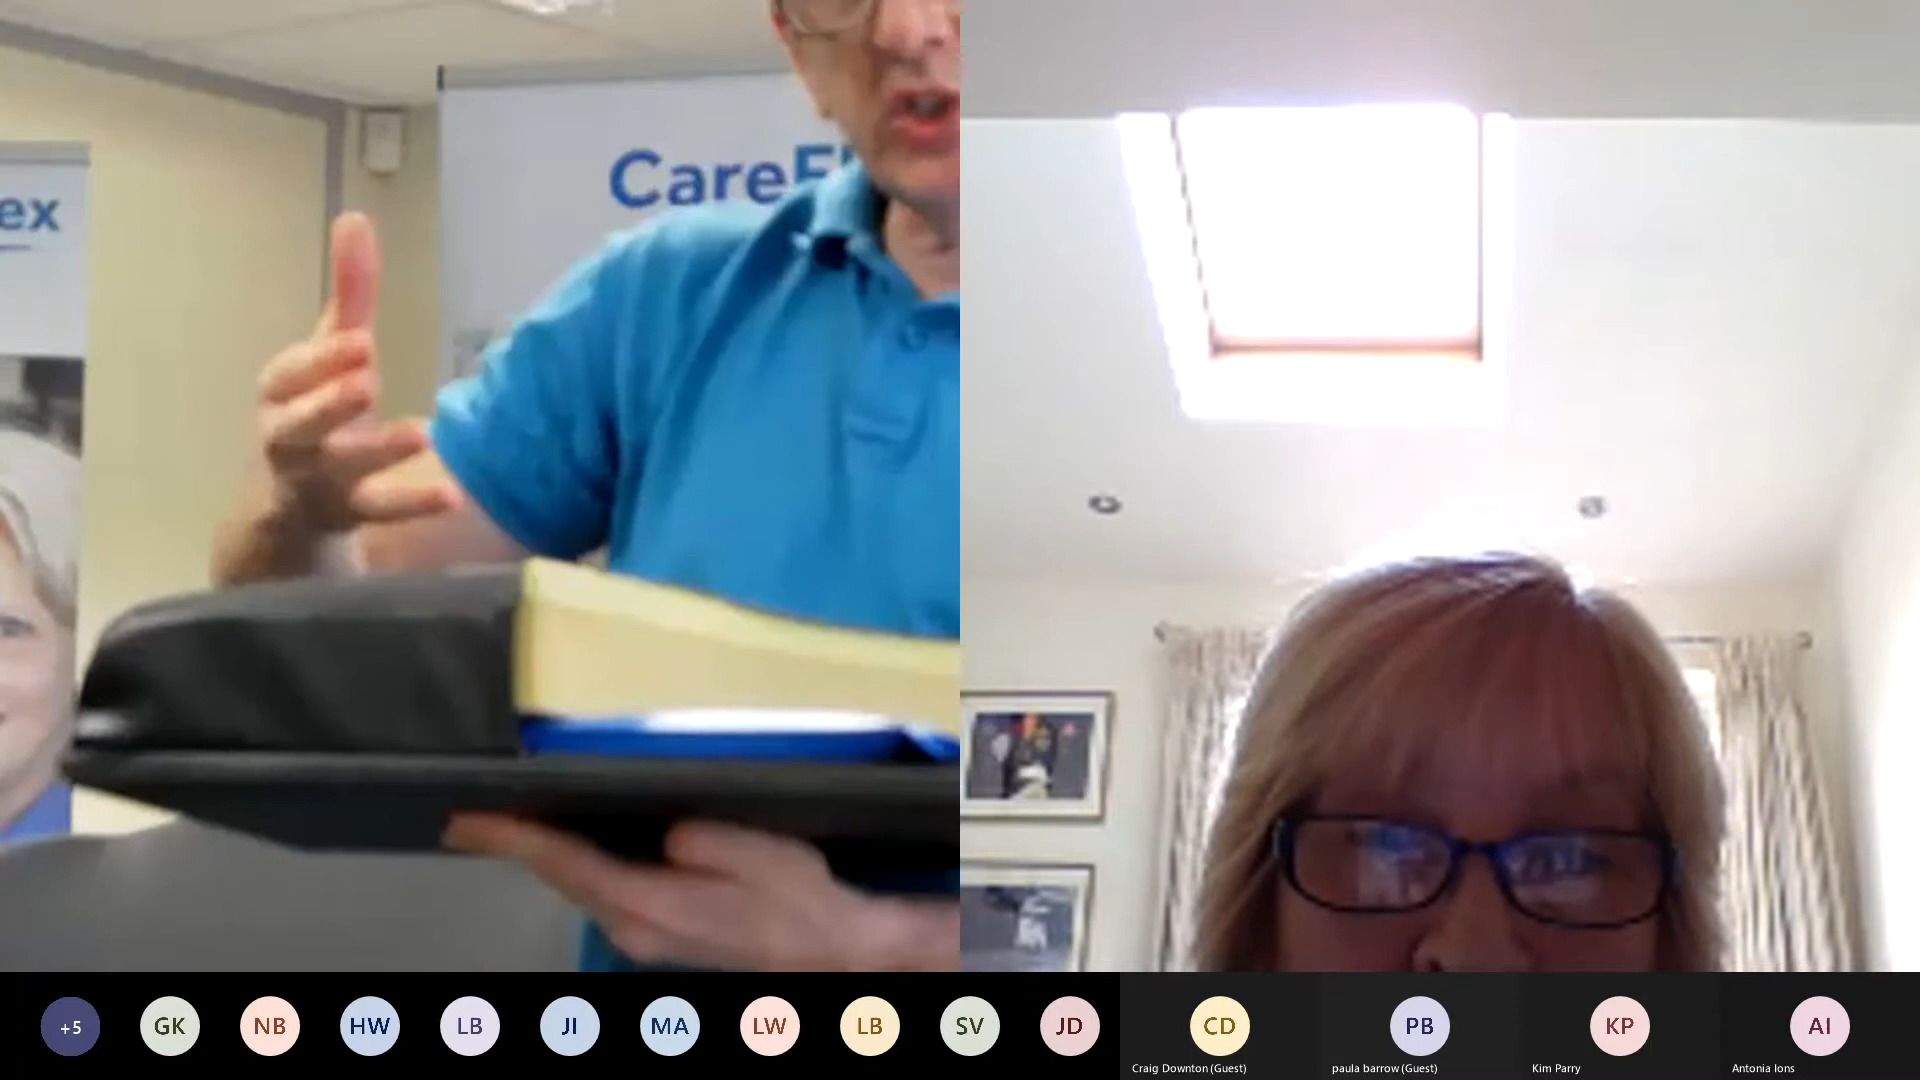 ex
CareFl
+5
GK
NB
HW
LB
JI
MA
LW
LB
SV
JD
CD
PB
KP
AI
Craig Downton (Guest)
paula barrow (Guest)
Kim Parry
Antonia Ions